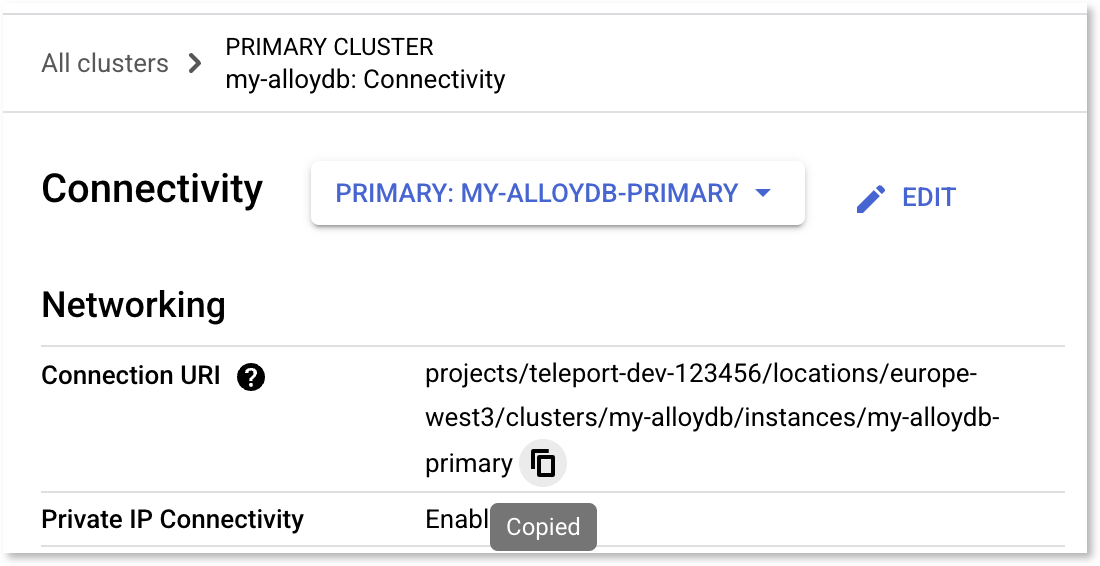 All clusters
PRIMARY CLUSTER
my-alloydb: Connectivity
Connectivity
PRIMARY: MY-ALLOYDB-PRIMARY
EDIT
Networking
Connection URI
projects/teleport-dev-123456/locations/europe-
west3/clusters/my-alloydb/instances/my-alloydb-
primary
Private IP Connectivity
Enabl
Copied